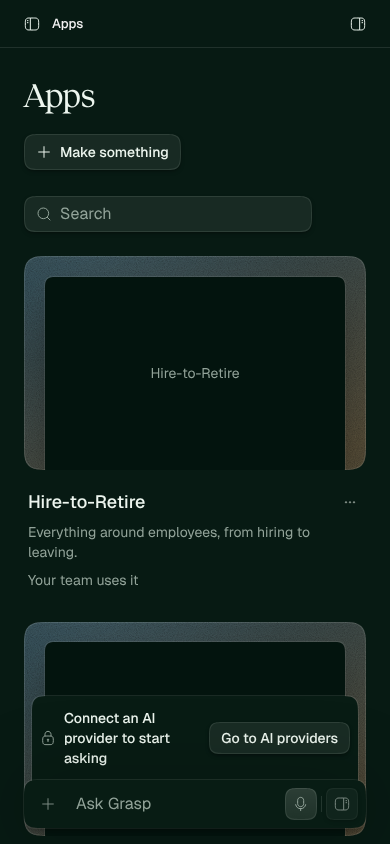 Apps
Apps
Make something
Search
Hire-to-Retire
Hire-to-Retire
Everything around employees, from hiring to
leaving.
Your team uses it
Connect an AI
provider to start
asking
Go to AI providers
Ask Grasp